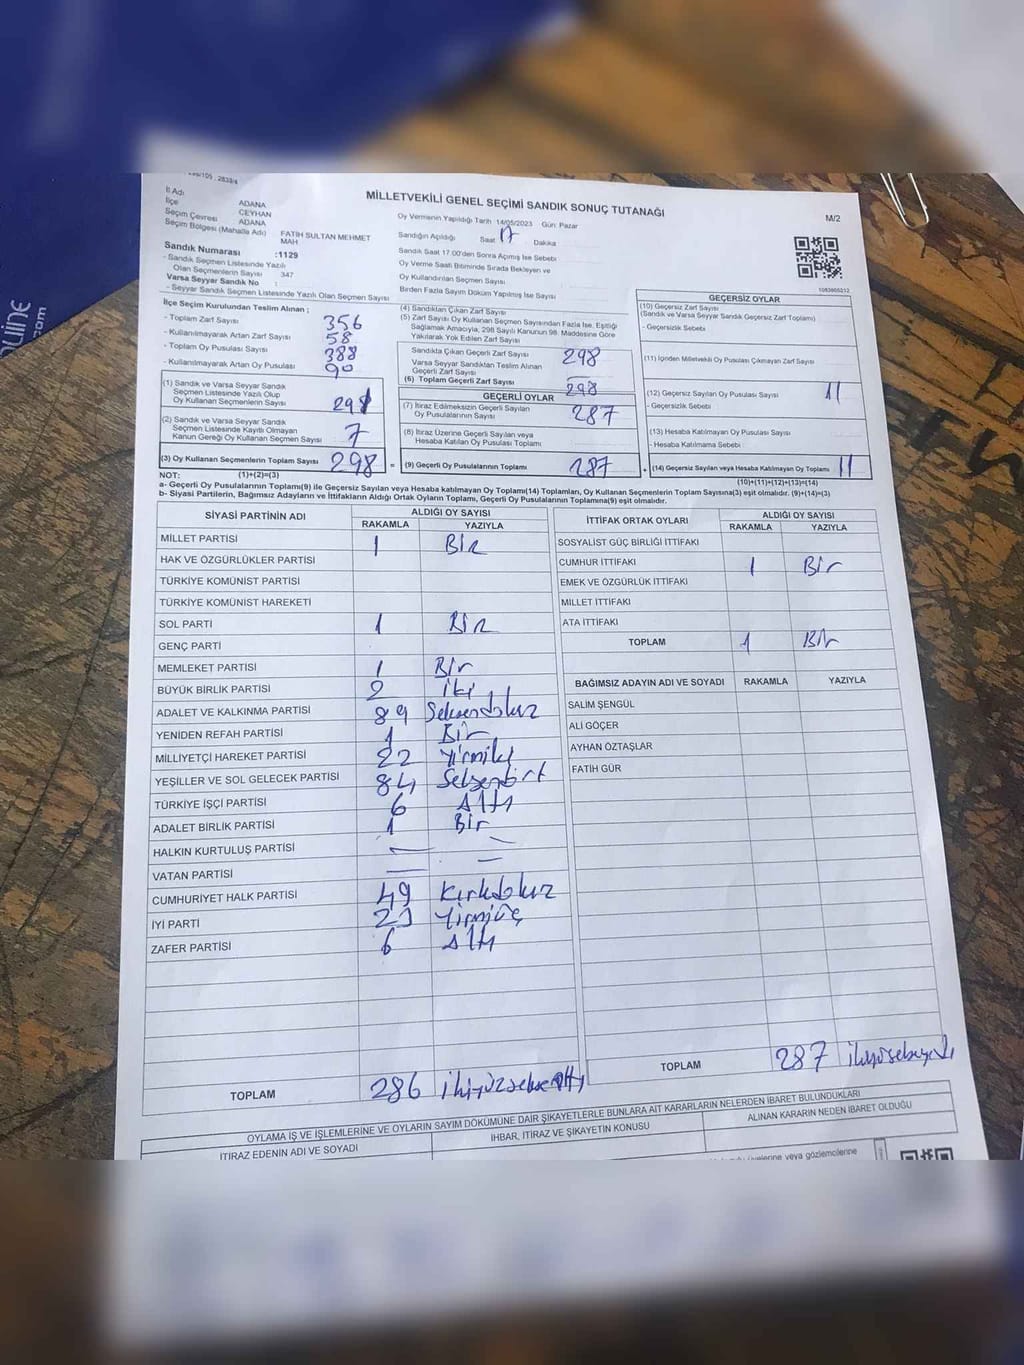 MİLLETVEKİLİ GENEL SEÇİMİ SANDIK SONUÇ TUTANAĞI
M/2
İl Adı ADANA
İlçe CEYHAN
Seçim Çevresi ADANA
Seçim Bölgesi (Mahalle Adı) FATİH SULTAN MEHMET MAH
Sandık Numarası :1129
- Sandık Seçmen Listesinde Yazılı
Olan Seçmenlerin Sayısı 347
Varsa Seyyar Sandık No :
- Seyyar Sandık Seçmen Listesinde Yazılı Olan Seçmen Sayısı
Oy Vermenin Yapıldığı Tarih 14/05/2023 Gün: Pazar
Sandığın Açıldığı Saat 17 Dakika
Sandık Saat 17.00'den Sonra Açılmış İse Sebebi
Oy Verme Saati Bitiminde Sırada Bekleyen ve
Oy Kullandırılan Seçmen Sayısı
Birden Fazla Sayım Döküm Yapılmış İse Sayısı
1093905212
İlçe Seçim Kurulundan Teslim Alınan ;
- Toplam Zarf Sayısı 356
- Kullanılmayarak Artan Zarf Sayısı 58
- Toplam Oy Pusulası Sayısı 388
- Kullanılmayarak Artan Oy Pusulası 90
(1) Sandık ve Varsa Seyyar Sandık
Seçmen Listesinde Yazılı Olup
Oy Kullanan Seçmenlerin Sayısı 291
(2) Sandık ve Varsa Seyyar Sandık
Seçmen Listesinde Kayıtlı Olmayan
Kanun Gereği Oy Kullanan Seçmen Sayısı 7
(3) Oy Kullanan Seçmenlerin Toplam Sayısı 298
(4) Sandıktan Çıkan Zarf Sayısı
(5) Zarf Sayısı Oy Kullanan Seçmen Sayısından Fazla İse, Eşitliği
Sağlamak Amacıyla, 298 Sayılı Kanunun 98. Maddesine Göre
Yakılarak Yok Edilen Zarf Sayısı
Sandıkta Çıkan Geçerli Zarf Sayısı 298
Varsa Seyyar Sandıktan Teslim Alınan
Geçerli Zarf Sayısı
(6) Toplam Geçerli Zarf Sayısı 298
GEÇERLİ OYLAR
(7) İtiraz Edilmeksizin Geçerli Sayılan
Oy Pusulalarının Sayısı 287
(8) İtiraz Üzerine Geçerli Sayılan veya
Hesaba Katılan Oy Pusulası Toplamı
= (9) Geçerli Oy Pusulalarının Toplamı 287
GEÇERSİZ OYLAR
(10) Geçersiz Zarf Sayısı
(Sandık ve Varsa Seyyar Sandık Geçersiz Zarf Toplamı)
- Geçersizlik Sebebi
(11) İçinden Milletvekili Oy Pusulası Çıkmayan Zarf Sayısı
(12) Geçersiz Sayılan Oy Pusulası Sayısı 11
- Geçersizlik Sebebi
(13) Hesaba Katılmayan Oy Pusulası Sayısı
- Hesaba Katılmama Sebebi
+ (14) Geçersiz Sayılan veya Hesaba Katılmayan Oy Toplamı 11
NOT: (1)+(2)=(3)
(10)+(11)+(12)+(13)=(14)
a- Geçerli Oy Pusulalarının Toplamı(9) ile Geçersiz Sayılan veya Hesaba katılmayan Oy Toplamı(14) Toplamları, Oy Kullanan Seçmenlerin Toplam Sayısına(3) eşit olmalıdır. (9)+(14)=(3)
b- Siyasi Partilerin, Bağımsız Adayların ve İttifakların Aldığı Ortak Oyların Toplamı, Geçerli Oy Pusulalarının Toplamına(9) eşit olmalıdır.
SİYASİ PARTİNİN ADI ALDIĞI OY SAYISI
RAKAMLA YAZIYLA
MİLLET PARTİSİ 1 Bir
HAK VE ÖZGÜRLÜKLER PARTİSİ
TÜRKİYE KOMÜNİST PARTİSİ
TÜRKİYE KOMÜNİST HAREKETİ
SOL PARTİ 1 Bir
GENÇ PARTİ
MEMLEKET PARTİSİ 1 Bir
BÜYÜK BİRLİK PARTİSİ 2 iki
ADALET VE KALKINMA PARTİSİ 89 Seksendokuz
YENİDEN REFAH PARTİSİ 1 Bir
MİLLİYETÇİ HAREKET PARTİSİ 22 Yirmiiki
YEŞİLLER VE SOL GELECEK PARTİSİ 84 Seksendört
TÜRKİYE İŞÇİ PARTİSİ 6 Altı
ADALET BİRLİK PARTİSİ 1 Bir
HALKIN KURTULUŞ PARTİSİ — —
VATAN PARTİSİ — —
CUMHURİYET HALK PARTİSİ 49 Kırkdokuz
İYİ PARTİ 23 Yirmiüç
ZAFER PARTİSİ 6 Altı
TOPLAM 286 ikiyüzseksenaltı
İTTİFAK ORTAK OYLARI ALDIĞI OY SAYISI
RAKAMLA YAZIYLA
SOSYALİST GÜÇ BİRLİĞİ İTTİFAKI
CUMHUR İTTİFAKI 1 Bir
EMEK VE ÖZGÜRLÜK İTTİFAKI
MİLLET İTTİFAKI
ATA İTTİFAKI
TOPLAM 1 Bir
BAĞIMSIZ ADAYIN ADI VE SOYADI RAKAMLA YAZIYLA
SALİM ŞENGÜL
ALİ GÖÇER
AYHAN ÖZTAŞLAR
FATİH GÜR
TOPLAM 287
OYLAMA İŞ VE İŞLEMLERİNE VE OYLARIN SAYIM DÖKÜMÜNE DAİR ŞİKAYETLERLE BUNLARA AİT KARARLARIN NELERDEN İBARET BULUNDUKLARI
İTİRAZ EDENİN ADI VE SOYADI İHBAR, İTİRAZ VE ŞİKAYETİN KONUSU ALINAN KARARIN NEDEN İBARET OLDUĞU
veya gözlemcilerine
.com